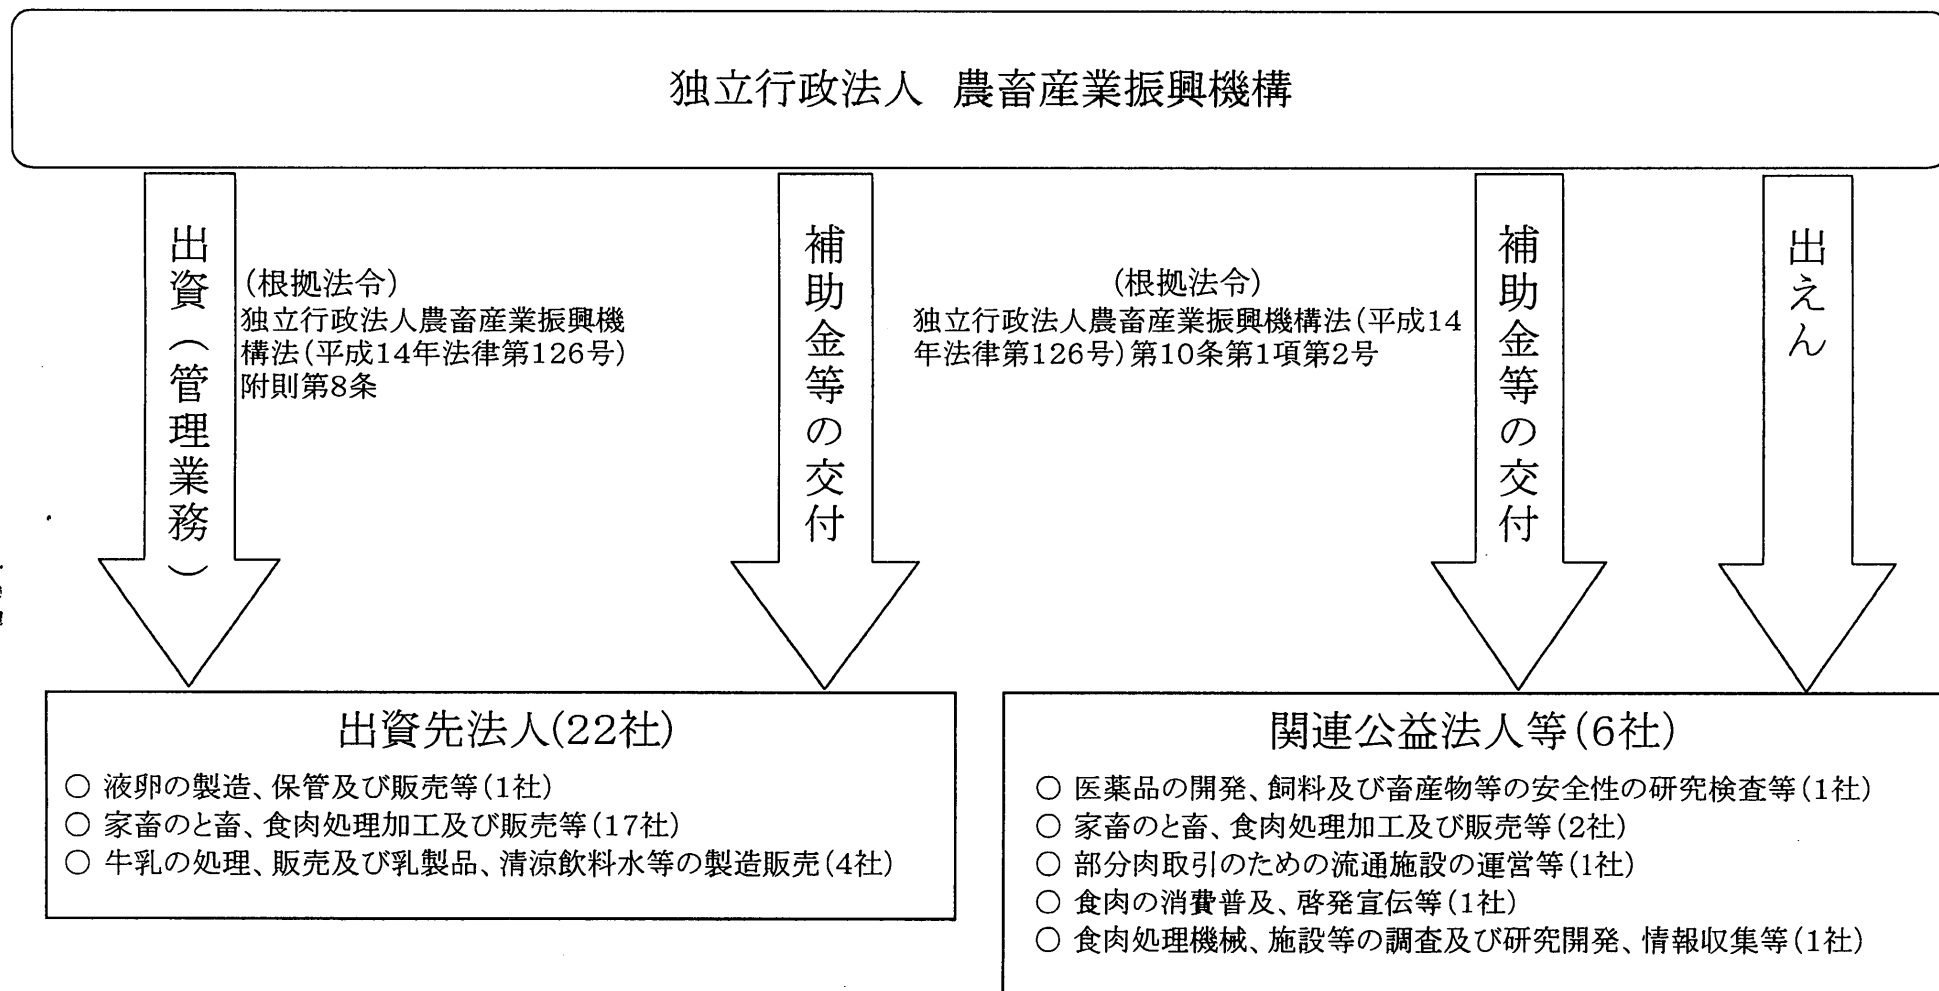 独立行政法人 農畜産業振興機構
出資(管理業務)
(根拠法令)
独立行政法人農畜産業振興機
構法(平成14年法律第126号)
附則第8条
補助金等の交付
(根拠法令)
独立行政法人農畜産業振興機構法(平成14
年法律第126号)第10条第1項第2号
補助金等の交付
出えん
出資先法人(22社)
○ 液卵の製造、保管及び販売等(1社)
○ 家畜のと畜、食肉処理加工及び販売等(17社)
○ 牛乳の処理、販売及び乳製品、清涼飲料水等の製造販売(4社)
関連公益法人等(6社)
○ 医薬品の開発、飼料及び畜産物等の安全性の研究検査等(1社)
○ 家畜のと畜、食肉処理加工及び販売等(2社)
○ 部分肉取引のための流通施設の運営等(1社)
○ 食肉の消費普及、啓発宣伝等(1社)
○ 食肉処理機械、施設等の調査及び研究開発、情報収集等(1社)